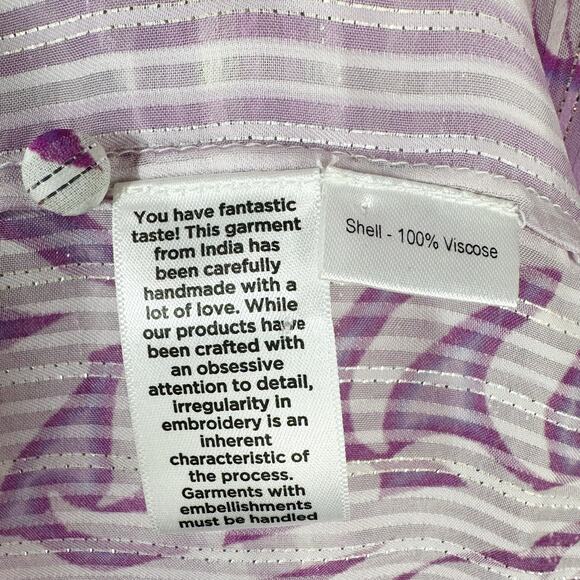 You have fantastic
taste! This garment
from India has
been carefully
handmade with a
lot of love. While
our products have
been crafted with
an obsessive
attention to detail,
irregularity in
embroidery is an
inherent
characteristic of
the process.
Garments with
embellishments
must be handled
Shell - 100% Viscose